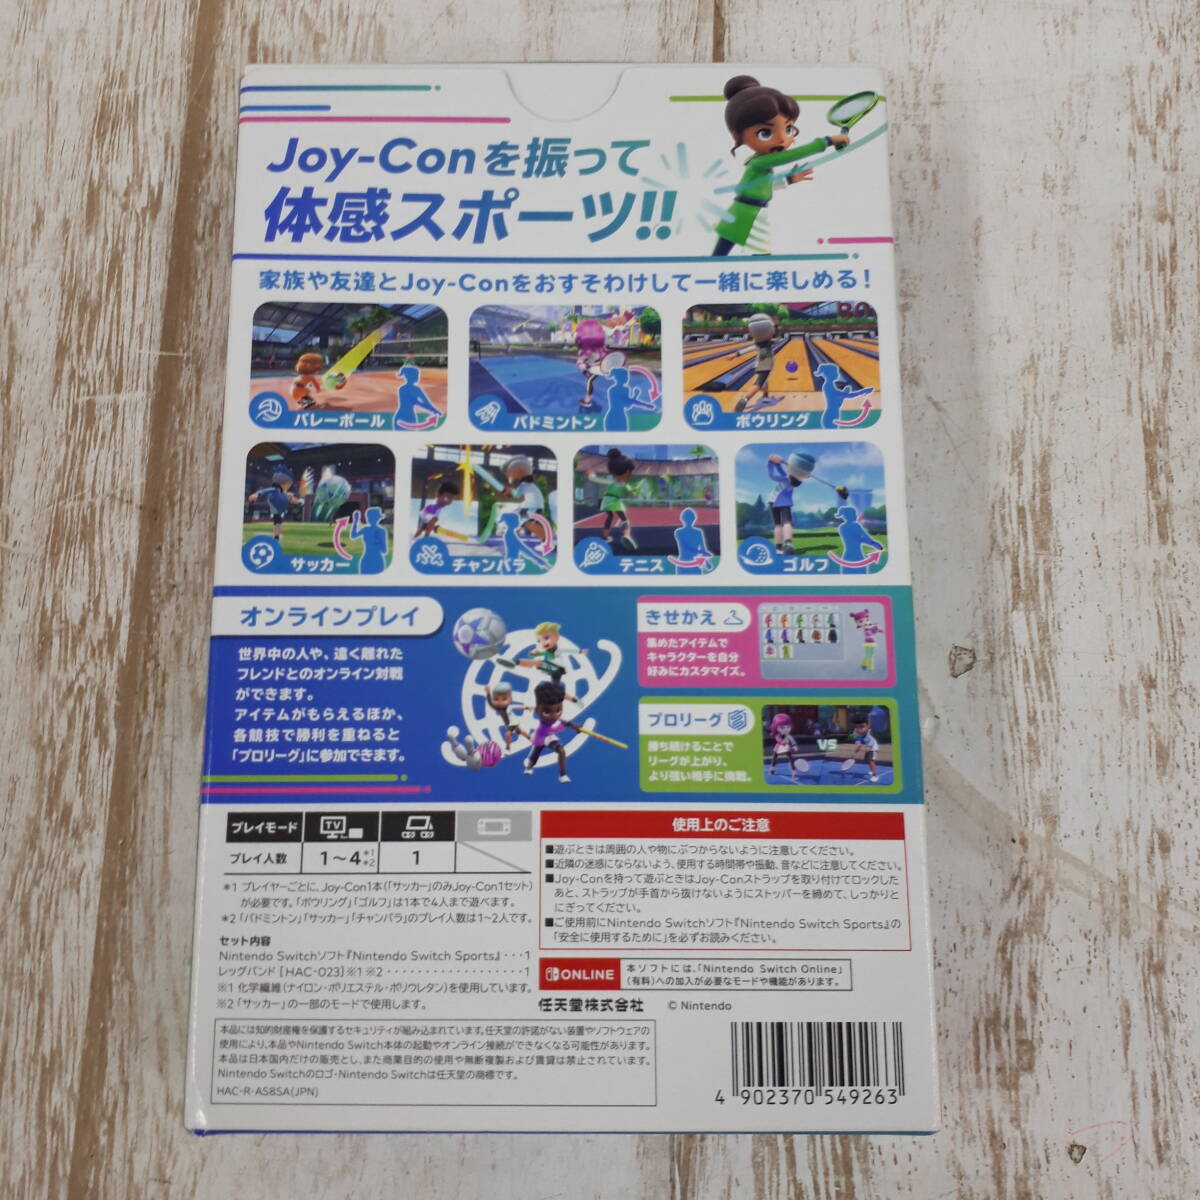 Joy-Conを振って
体感スポーツ!!
家族や友達とJoy-Conをおすそわけして一緒に楽しめる!
バレーボール
バドミントン
ボウリング
サッカー
チャンバラ
テニス
ゴルフ
オンラインプレイ
世界中の人や、遠く離れた
フレンドとのオンライン対戦
ができます。
アイテムがもらえるほか、
各競技で勝利を重ねると
「プロリーグ」に参加できます。
きせかえ
集めたアイテムで
キャラクターを自分
好みにカスタマイズ。
プロリーグ
勝ち続けることで
リーグが上がり、
より強い相手に挑戦。
VS
プレイモード TV
プレイ人数 1～4 *1 *2 1
*1 プレイヤーごとに、Joy-Con1本(「サッカー」のみJoy-Con1セット)
が必要です。「ボウリング」「ゴルフ」は1本で4人まで遊べます。
*2「バドミントン」「サッカー」「チャンバラ」のプレイ人数は1~2人です。
セット内容
Nintendo Switchソフト『Nintendo Switch Sports』・・・1
レッグバンド[HAC-023]※1 ※2 ・・・・・・・・・・・・・・・・・・1
※1 化学繊維(ナイロン・ポリエステル・ポリウレタン)を使用しています。
※2「サッカー」の一部のモードで使用します。
使用上のご注意
■遊ぶときは周囲の人や物にぶつからないように注意してください。
■近隣の迷惑にならないよう、使用する時間帯や振動、音などに注意してください。
■Joy-Conを持って遊ぶときはJoy-Conストラップを取り付けてロックした
あと、ストラップが手首から抜けないようにストッパーを締めて、しっかりと
にぎってください。
■ご使用前にNintendo Switchソフト『Nintendo Switch Sports』の
「安全に使用するために」を必ずお読みください。
ONLINE
本ソフトには、「Nintendo Switch Online」
(有料)への加入が必要なモードや機能があります。
任天堂株式会社 © Nintendo
本品には知的財産権を保護するセキュリティが組み込まれています。任天堂の許諾がない装置やソフトウェアの
使用により、本品やNintendo Switch本体の起動やオンライン接続ができなくなる可能性があります。
本品は日本国内だけの販売とし、また商業目的の使用や無断複製および賃貸は禁止されています。
Nintendo Switchのロゴ・Nintendo Switchは任天堂の商標です。
HAC-R-AS8SA(JPN)
4 902370 549263